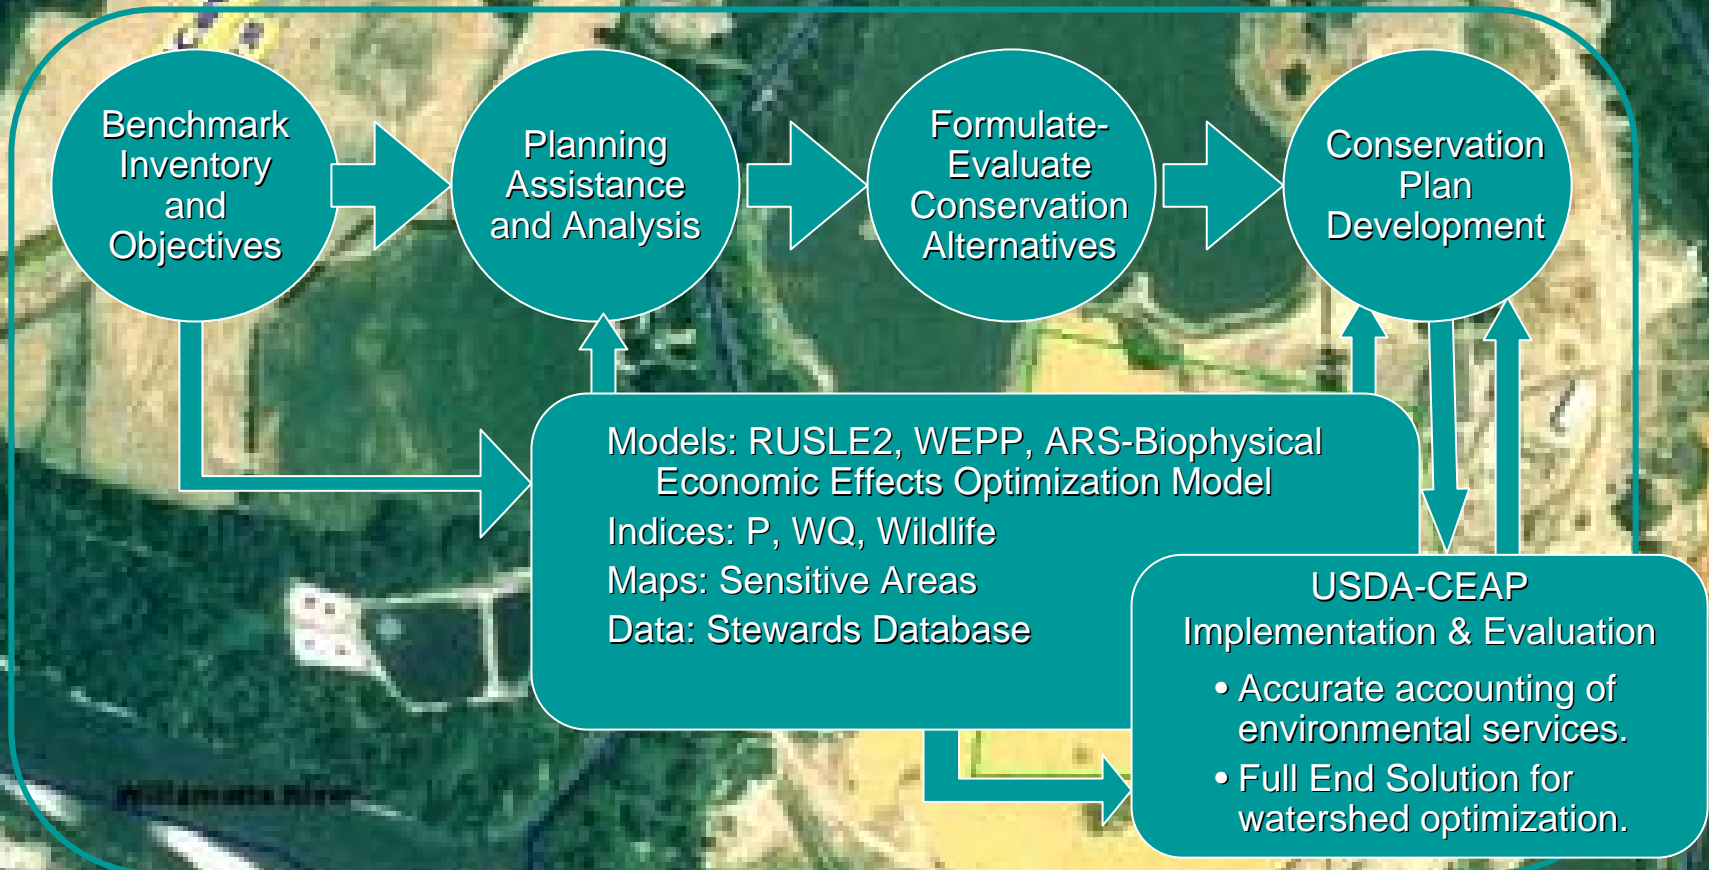 Benchmark
Inventory
and
Objectives
Planning
Assistance
and Analysis
Formulate-
Evaluate
Conservation
Alternatives
Conservation
Plan
Development
Models: RUSLE2, WEPP, ARS-Biophysical
Economic Effects Optimization Model
Indices: P, WQ, Wildlife
Maps: Sensitive Areas
Data: Stewards Database
USDA-CEAP
Implementation & Evaluation
• Accurate accounting of
environmental services.
• Full End Solution for
watershed optimization.